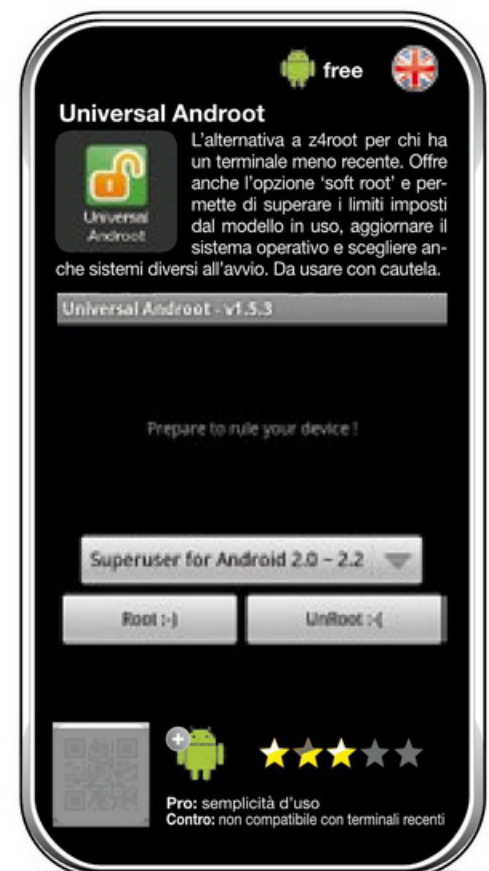 free
Universal Androot
L'alternativa a z4root per chi ha
un terminale meno recente. Offre
anche l'opzione 'soft root' e per-
mette di superare i limiti imposti
dal modello in uso, aggiornare il
sistema operativo e scegliere an-
che sistemi diversi all'avvio. Da usare con cautela.
Universal
Androot
Universal Androot - v1.5.3
Prepare to rule your device !
Superuser for Android 2.0 – 2.2
Root :-)
UnRoot :-(
Pro: semplicità d'uso
Contro: non compatibile con terminali recenti